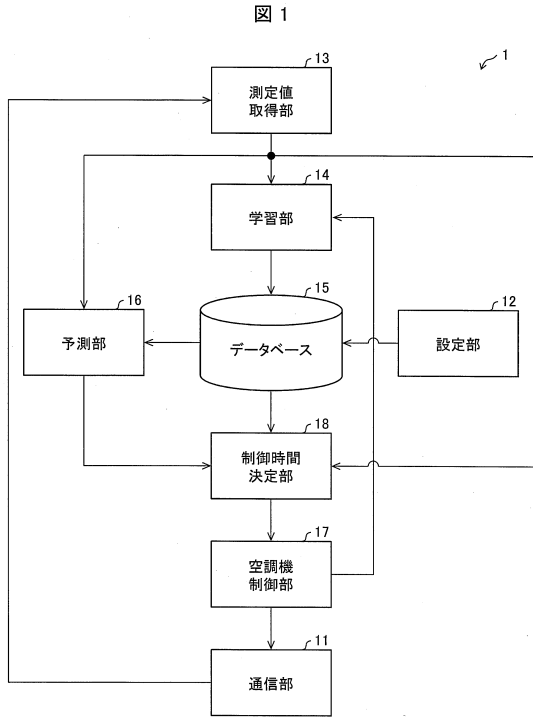 図1
1
13
測定値
取得部
14
学習部
15
データベース
16
予測部
12
設定部
18
制御時間
決定部
17
空調機
制御部
11
通信部